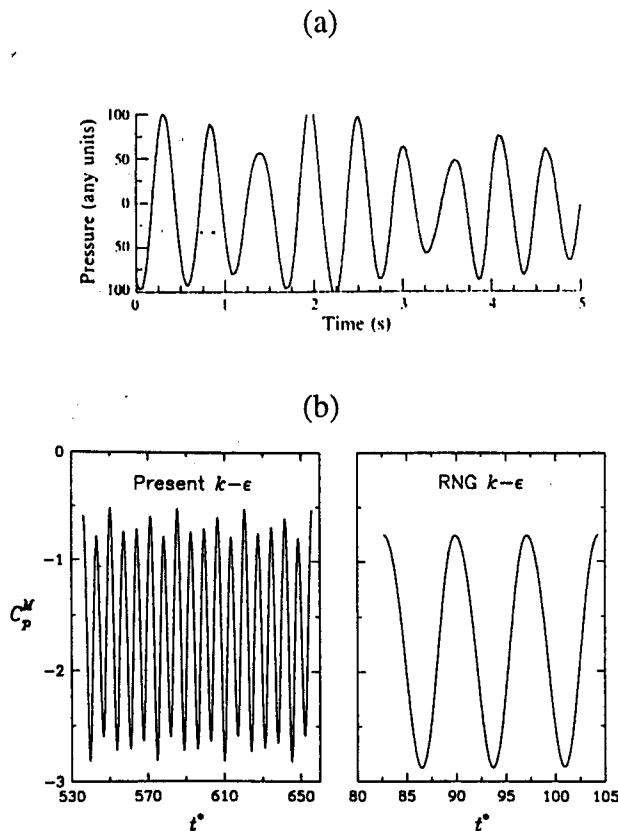 (a)
Pressure (any units)
100
50
0
50
100
0
1
2
3
4
5
Time (s)
(b)
C_p^M
0
-1
-2
-3
Present k-ϵ
530
570
610
650
t*
RNG k-ϵ
80
85
90
95
100
105
t*